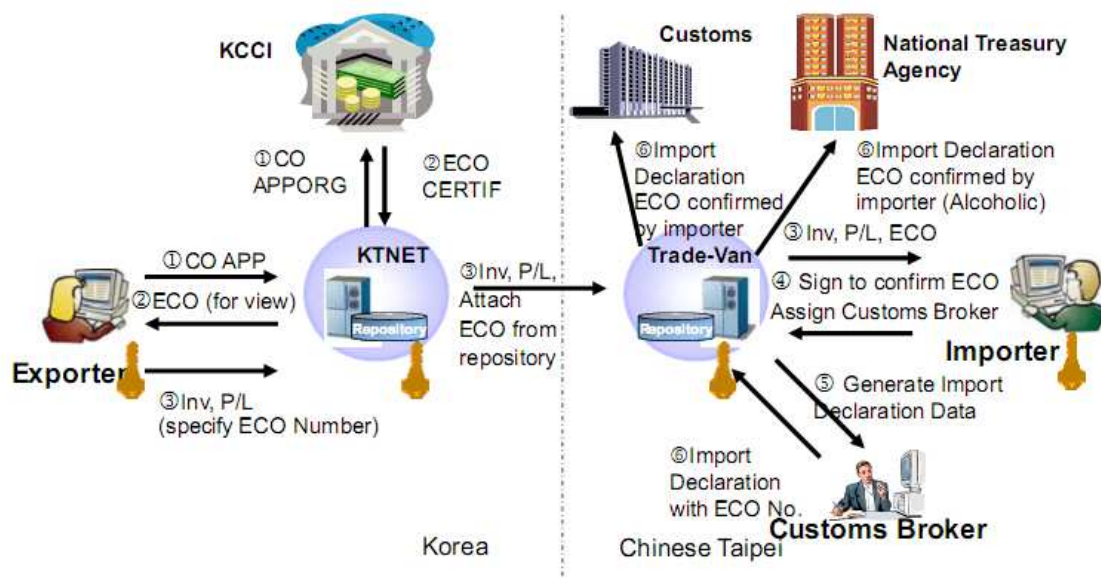 KCCI
①CO
APPORG
②ECO
CERTIF
KTNET
Repository
①CO APP
②ECO (for view)
Exporter
③Inv, P/L
(specify ECO Number)
③Inv, P/L,
Attach
ECO from
repository
Korea
Customs
National Treasury
Agency
⑥Import
Declaration
ECO confirmed
by importer
⑥Import Declaration
ECO confirmed by
importer (Alcoholic)
Trade-Van
Repository
③Inv, P/L, ECO
④ Sign to confirm ECO
Assign Customs Broker
Importer
⑤ Generate Import
Declaration Data
⑥Import
Declaration
with ECO No.
Customs Broker
Chinese Taipei